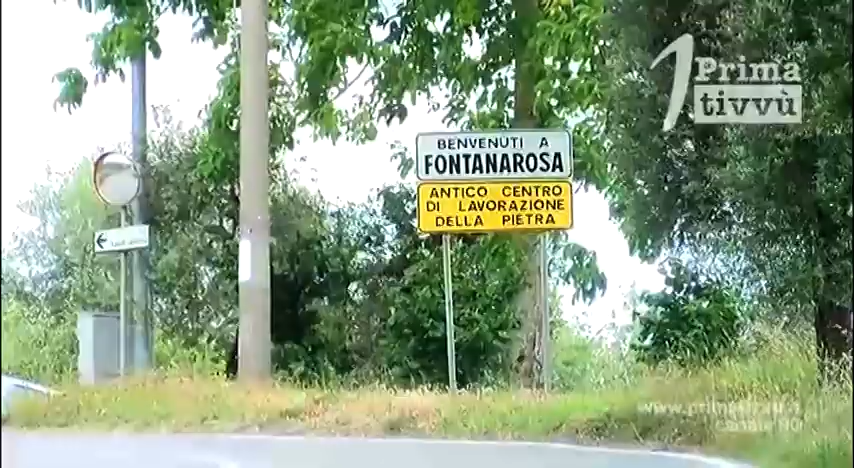 Prima
tivvù
BENVENUTI A
FONTANAROSA
ANTICO CENTRO
DI LAVORAZIONE
DELLA PIETRA